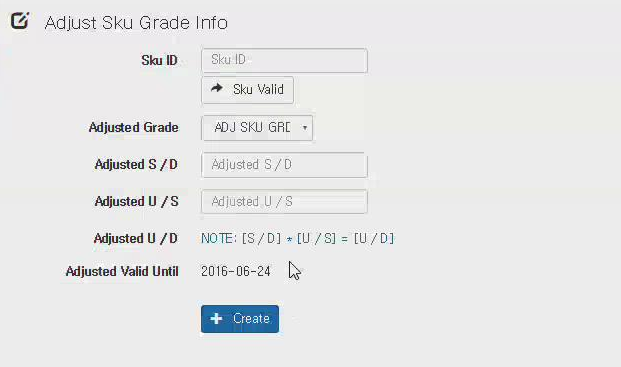 Adjust Sku Grade Info
Sku ID Sku ID
Sku Valid
Adjusted Grade ADJ SKU GRE
Adjusted S / D Adjusted S / D
Adjusted U / S Adjusted U / S
Adjusted U / D NOTE: [S / D] * [U / S] = [U / D]
Adjusted Valid Until 2016-06-24
Create